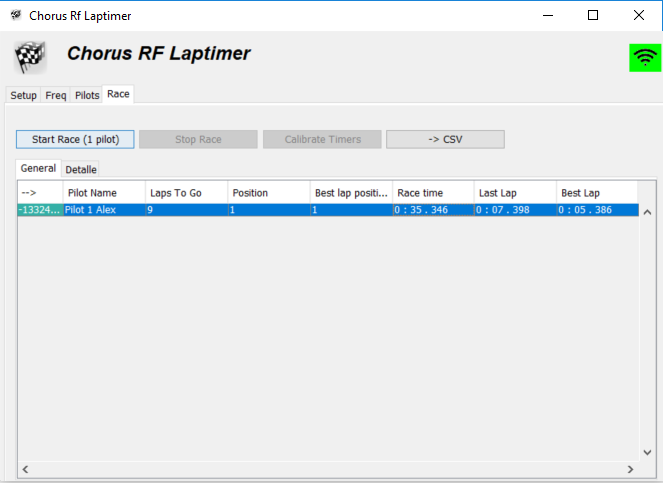 Chorus Rf Laptimer
Chorus RF Laptimer
Setup Freq Pilots Race
Start Race (1 pilot) Stop Race Calibrate Timers -> CSV
General Detalle
--> Pilot Name Laps To Go Position Best lap positi... Race time Last Lap Best Lap
-13324... Pilot 1 Alex 9 1 1 0 : 35 . 346 0 : 07 . 398 0 : 05 . 386